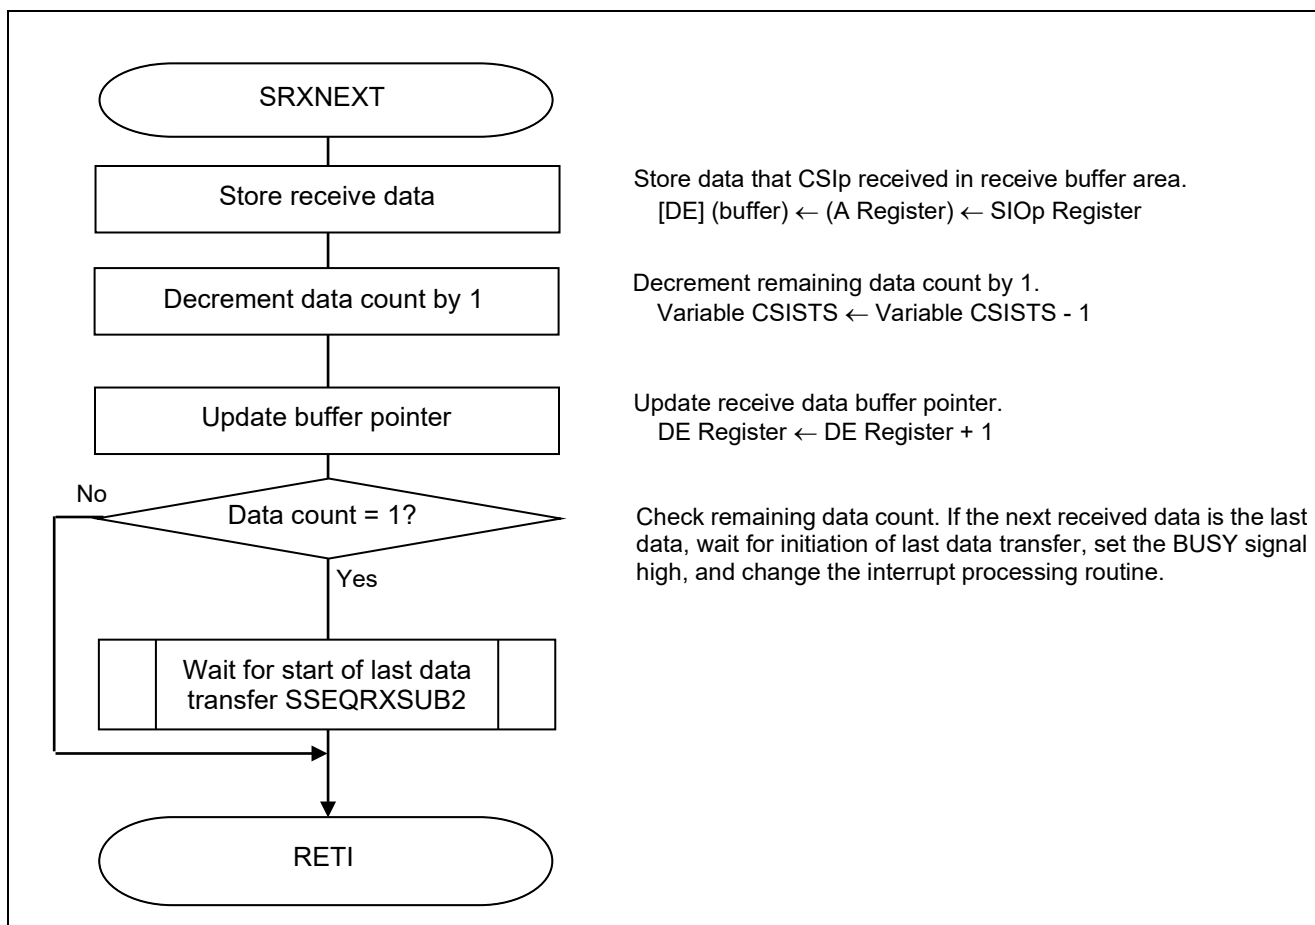 SRXNEXT
Store receive data
Store data that CSIp received in receive buffer area.
[DE] (buffer) ← (A Register) ← SIOp Register
Decrement data count by 1
Decrement remaining data count by 1.
Variable CSISTS ← Variable CSISTS - 1
Update buffer pointer
Update receive data buffer pointer.
DE Register ← DE Register + 1
No
Data count = 1?
Check remaining data count. If the next received data is the last
data, wait for initiation of last data transfer, set the BUSY signal
high, and change the interrupt processing routine.
Yes
Wait for start of last data
transfer SSEQRXSUB2
RETI